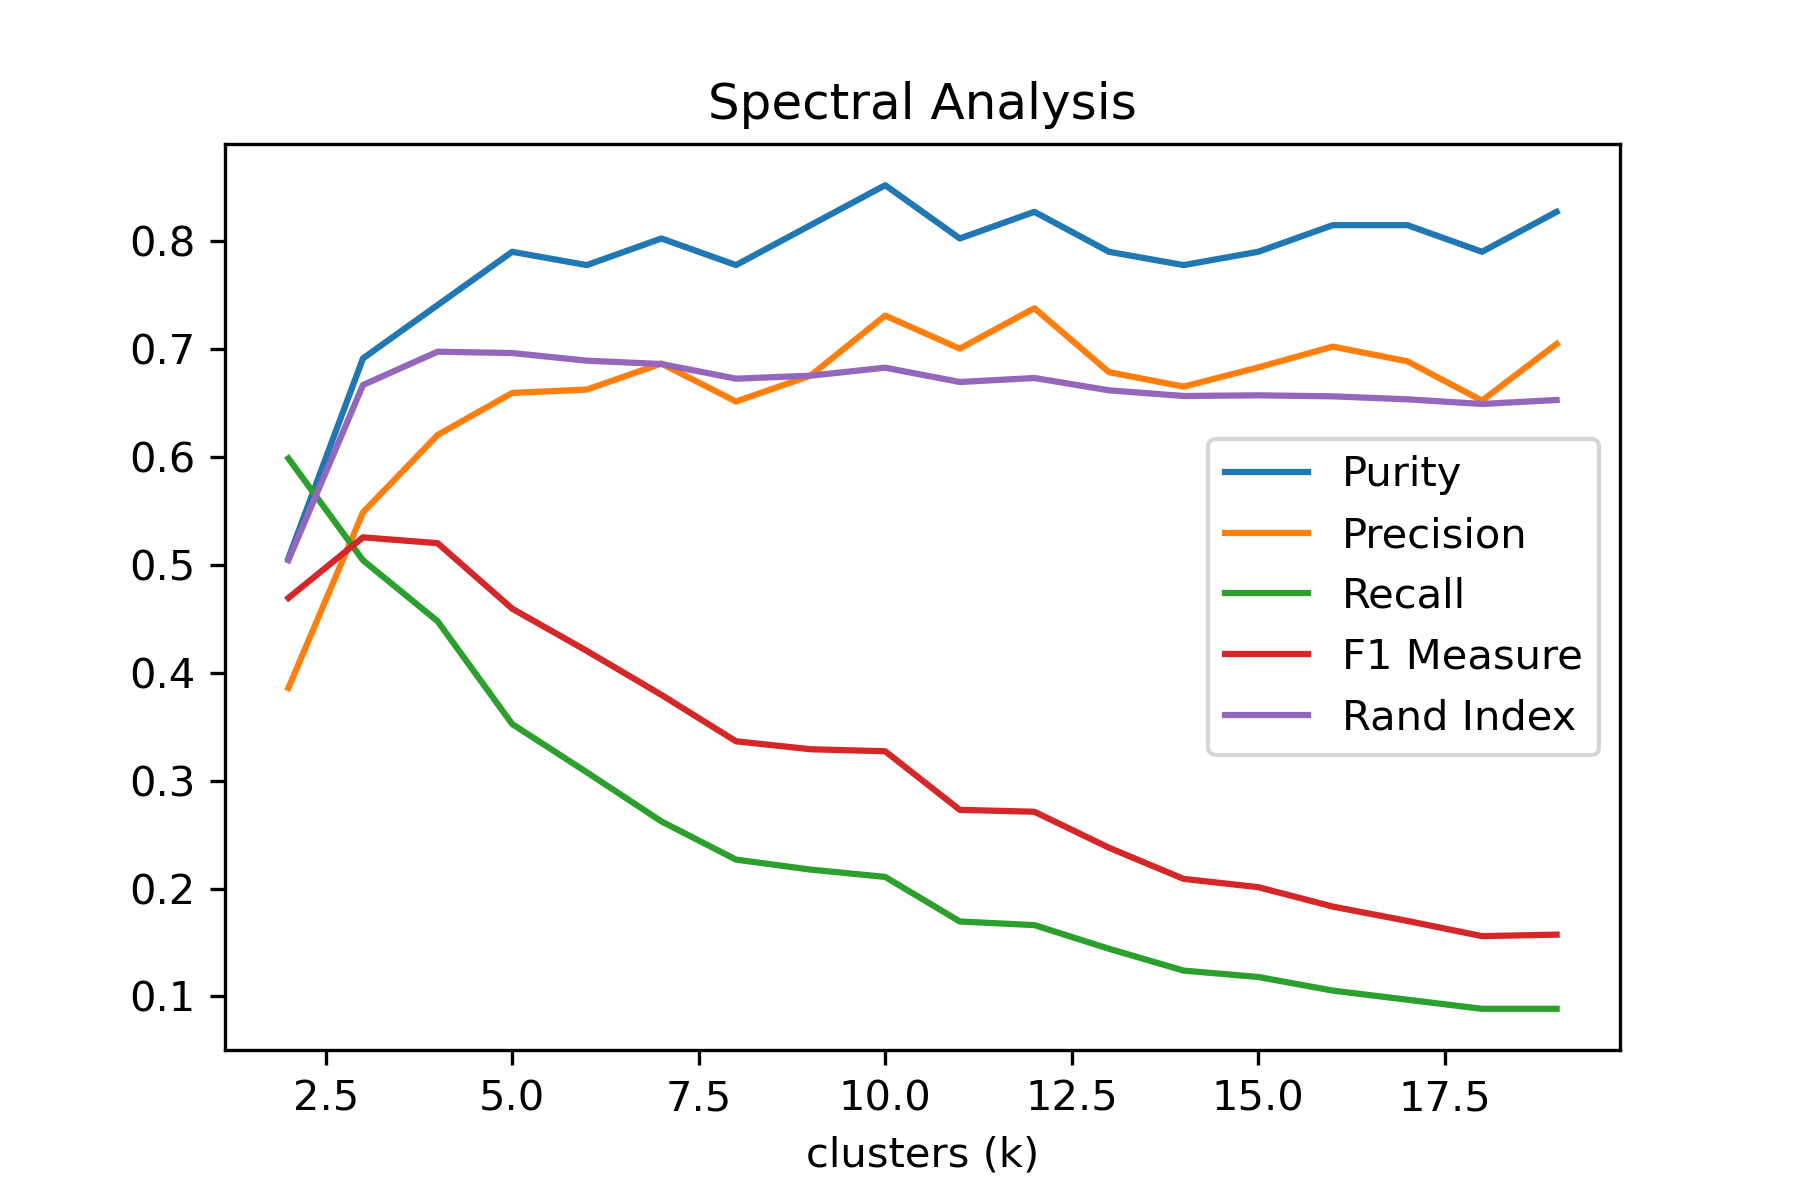 Spectral Analysis
0.8
0.7
0.6
0.5
0.4
0.3
0.2
0.1
Purity
Precision
Recall
F1 Measure
Rand Index
2.5 5.0 7.5 10.0 12.5 15.0 17.5
clusters (k)